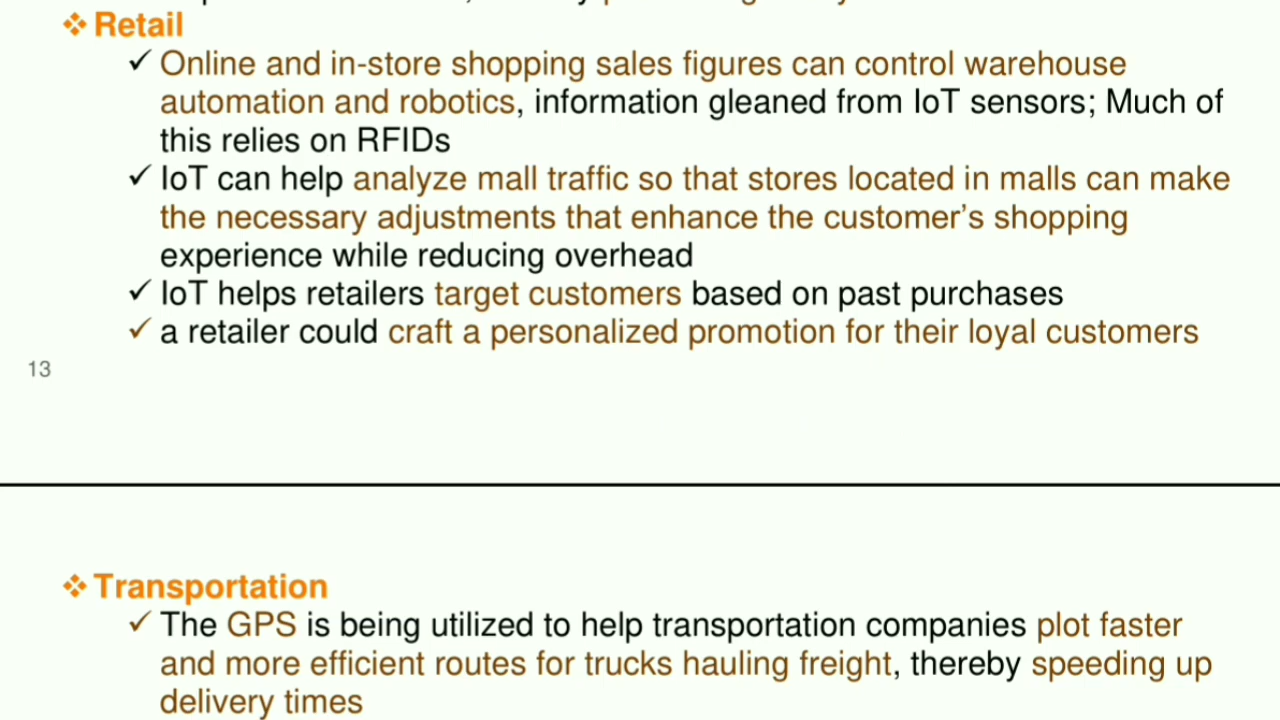 ❖ Retail
✓ Online and in-store shopping sales figures can control warehouse
automation and robotics, information gleaned from IoT sensors; Much of
this relies on RFIDs
✓ IoT can help analyze mall traffic so that stores located in malls can make
the necessary adjustments that enhance the customer's shopping
experience while reducing overhead
✓ IoT helps retailers target customers based on past purchases
✓ a retailer could craft a personalized promotion for their loyal customers
13
❖ Transportation
✓ The GPS is being utilized to help transportation companies plot faster
and more efficient routes for trucks hauling freight, thereby speeding up
delivery times